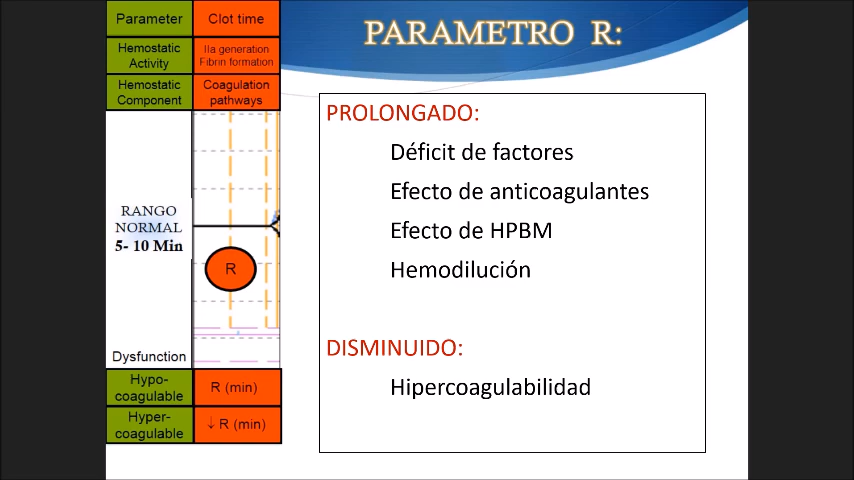 PARAMETRO R:
Parameter
Clot time
Hemostatic
Activity
IIa generation
Fibrin formation
Hemostatic
Component
Coagulation
pathways
RANGO
NORMAL
5- 10 Min
R
Dysfunction
Hypo-
coagulable
R (min)
Hyper-
coagulable
↓ R (min)
PROLONGADO:
Déficit de factores
Efecto de anticoagulantes
Efecto de HPBM
Hemodilución
DISMINUIDO:
Hipercoagulabilidad